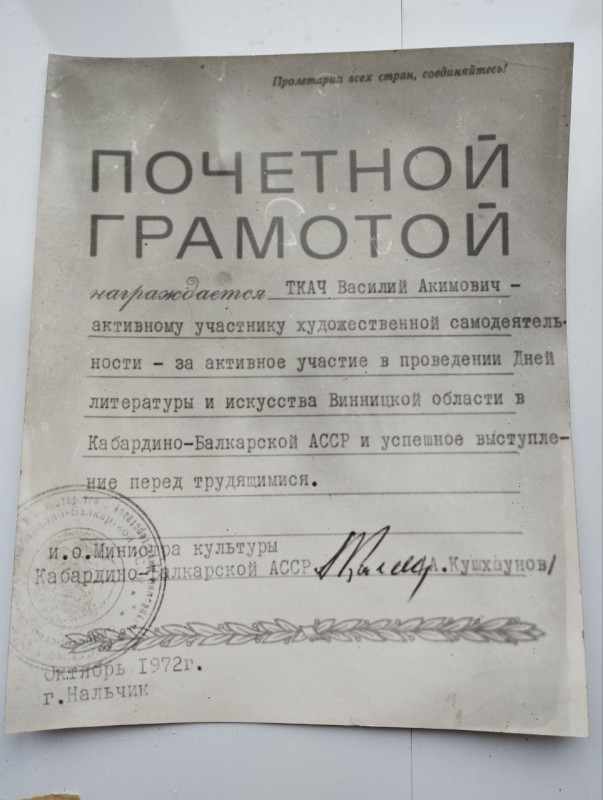 Пролетарии всех стран, соединяйтесь!
ПОЧЕТНОЙ
ГРАМОТОЙ
награждается ТКАЧ Василий Акимович -
активному участнику художественной самодеятель-
ности - за активное участие в проведении Дней
литературы и искусства Винницкой области в
Кабардино-Балкарской АССР и успешное выступле-
ние перед трудящимися.
и.о.Министра культуры
Кабардино-Балкарской АССР А.Кушхаунов/
Октябрь 1972г.
г.Нальчик